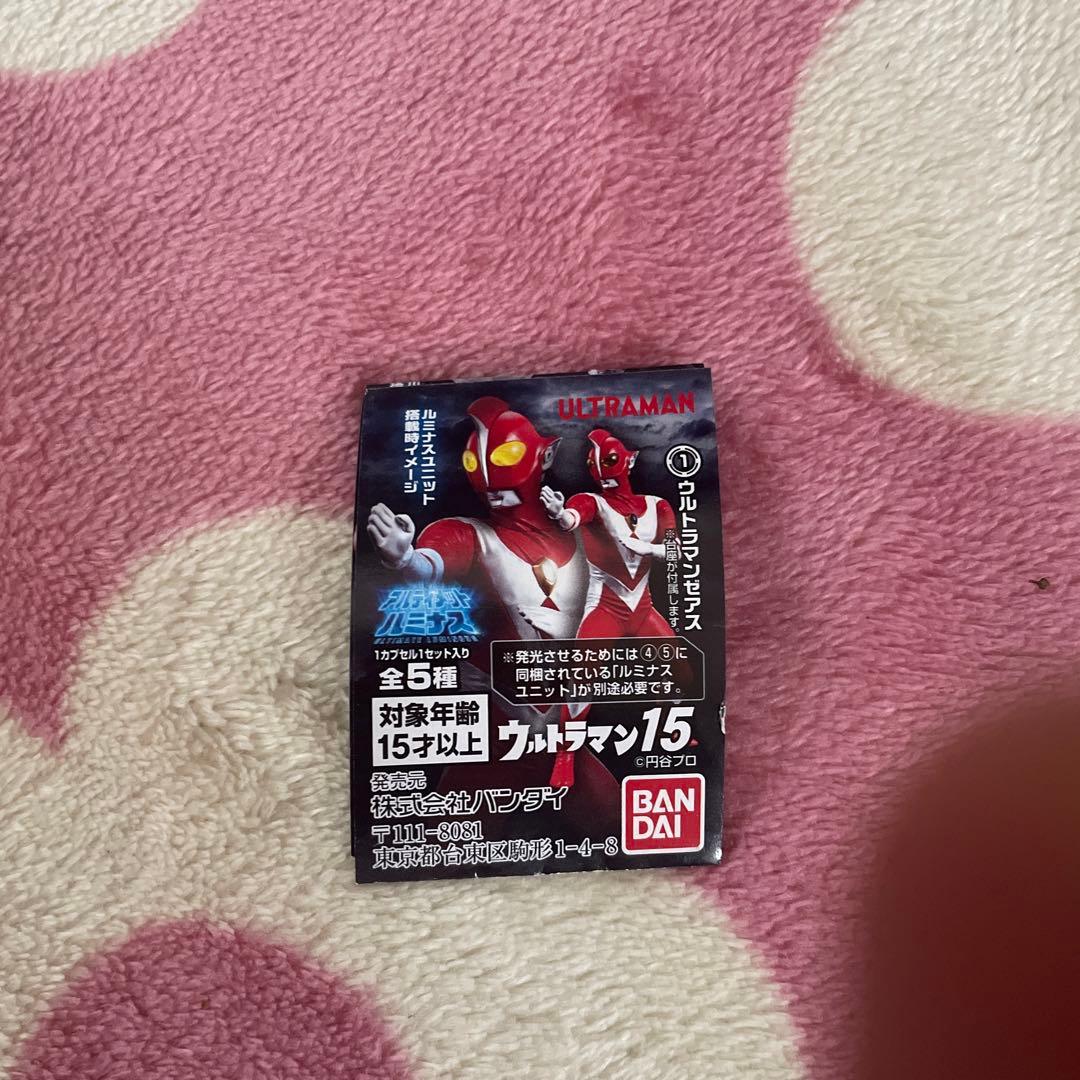 ULTRAMAN
ルミナスユニット
搭載時イメージ
①ウルトラマンゼアス
※台座が付属します。
アルティメット
ルミナス
ULTIMATE LUMINOUS
1カプセル1セット入り
全5種
※発光させるためには④⑤に
同梱されている「ルミナス
ユニット」が別途必要です。
対象年齢
15才以上
ウルトラマン15
©円谷プロ
発売元
株式会社バンダイ
〒111-8081
東京都台東区駒形1-4-8
BAN
DAI